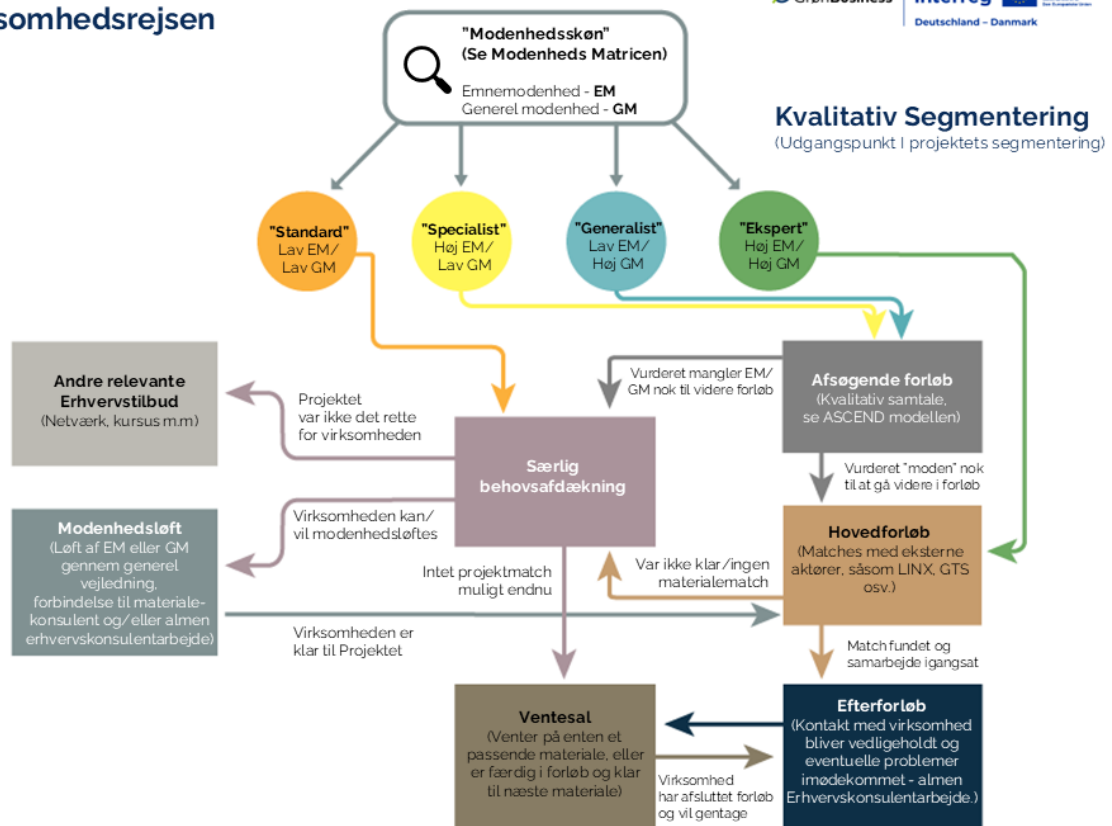 somhedsrejsen
GrønBusiness
Interreg
Deutschland – Danmark
"Modenhedsskøn"
(Se Modenheds Matricen)
Emnemodenhed - EM
Generel modenhed - GM
Kvalitativ Segmentering
(Udgangspunkt I projektets segmentering)
"Standard"
Lav EM/
Lav GM
"Specialist"
Høj EM/
Lav GM
"Generalist"
Lav EM/
Høj GM
"Ekspert"
Høj EM/
Høj GM
Andre relevante
Erhvervstilbud
(Netværk, kursus m.m)
Projektet
var ikke det rette
for virksomheden
Vurderet mangler EM/
GM nok til videre forløb
Afsøgende forløb
(Kvalitativ samtale,
se ASCEND modellen)
Særlig
behovsafdækning
Vurderet "moden" nok
til at gå videre i forløb
Modenhedsløft
(Løft af EM eller GM
gennem generel
vejledning,
forbindelse til materiale-
konsulent og/eller almen
erhvervskonsulentarbejde)
Virksomheden kan/
vil modenhedsløftes
Hovedforløb
(Matches med eksterne
aktører, såsom LINX, GTS
osv.)
Var ikke klar/ingen
materialematch
Intet projektmatch
muligt endnu
Virksomheden er
klar til Projektet
Match fundet og
samarbejde igangsat
Ventesal
(Venter på enten et
passende materiale, eller
er færdig i forløb og klar
til næste materiale)
Efterforløb
(Kontakt med virksomhed
bliver vedligeholdt og
eventuelle problemer
imødekommet - almen
Erhvervskonsulentarbejde.)
Virksomhed
har afsluttet forløb
og vil gentage